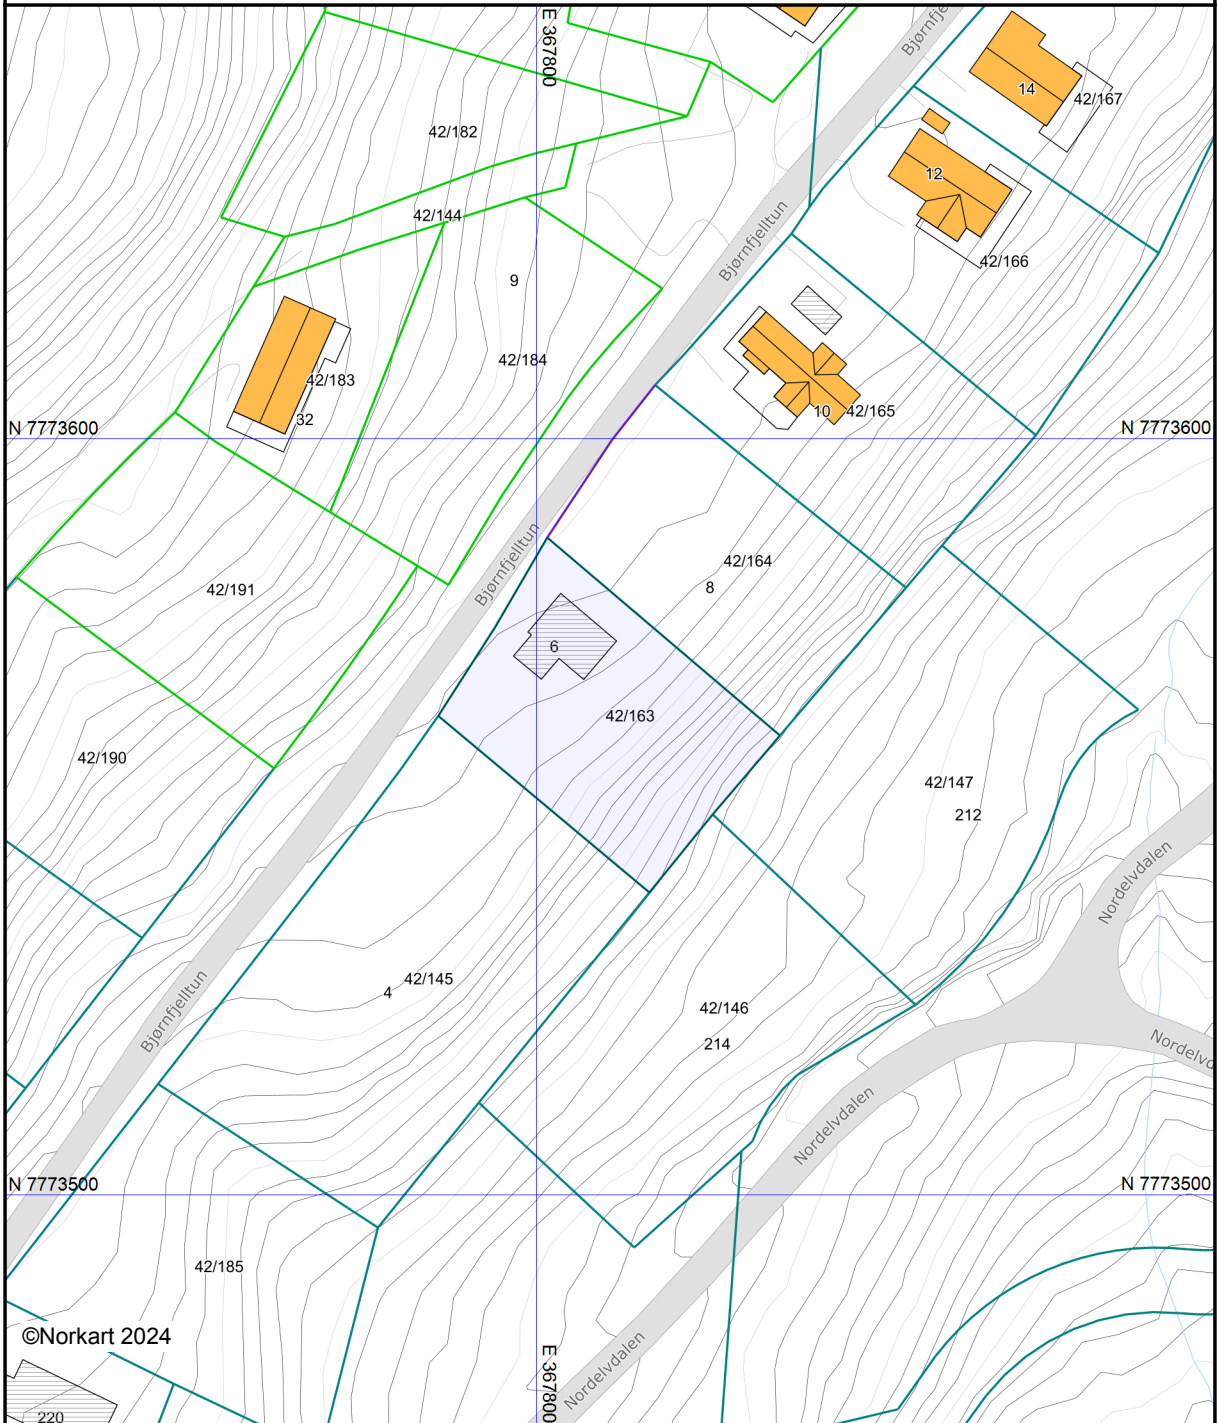 E 367800
Bjørnfje
14
42/167
42/182
12
42/144
Bjørnfjelltun
42/166
9
42/184
42/183
32
10
42/165
N 7773600
N 7773600
Bjørnfjelltun
42/164
8
42/191
6
42/163
42/190
42/147
212
Nordelvdalen
42/145
4
Bjørnfjelltun
42/146
214
Nordelvd
Nordelvdalen
N 7773500
N 7773500
42/185
©Norkart 2024
E 367800
Nordelvdalen
220